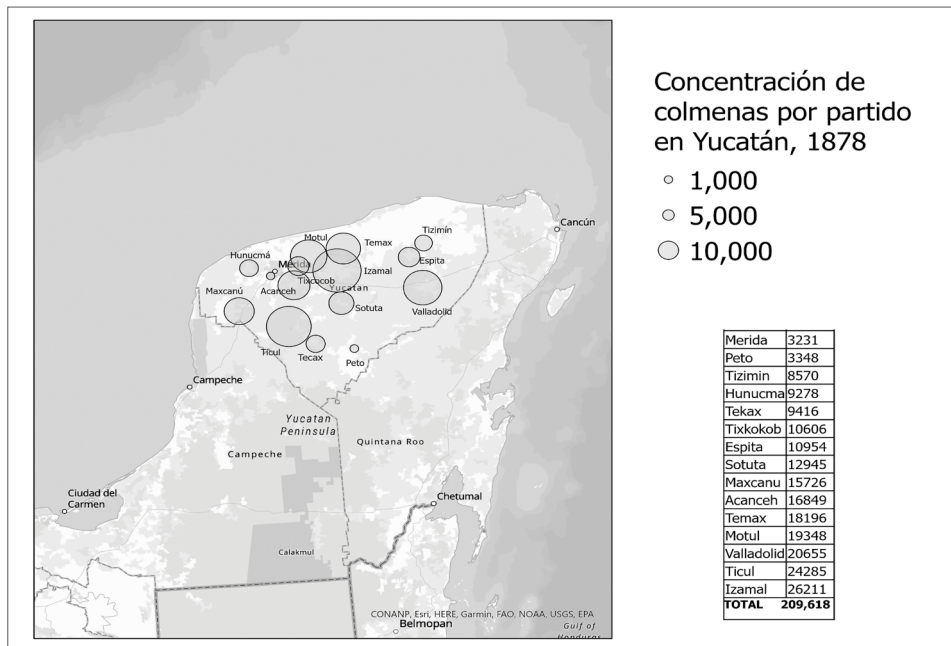 Concentración de
colmenas por partido
en Yucatán, 1878
1,000
5,000
10,000
Cancún
Tizimín
Motul
Temax
Hunucmá
Mérida
Espita
Izamal
Tixcocob
Maxcanú
Acanceh
Yucatan
Sotuta
Valladolid
Ticul
Tecax
Peto
Campeche
Yucatan
Peninsula
Quintana Roo
Campeche
Ciudad del
Carmen
Chetumal
Calakmul
CONANP, Esri, HERE, Garmin, FAO, NOAA, USGS, EPA
Belmopan
Gulf of
Honduras
Merida 3231
Peto 3348
Tizimin 8570
Hunucma 9278
Tekax 9416
Tixkokob 10606
Espita 10954
Sotuta 12945
Maxcanu 15726
Acanceh 16849
Temax 18196
Motul 19348
Valladolid 20655
Ticul 24285
Izamal 26211
TOTAL 209,618